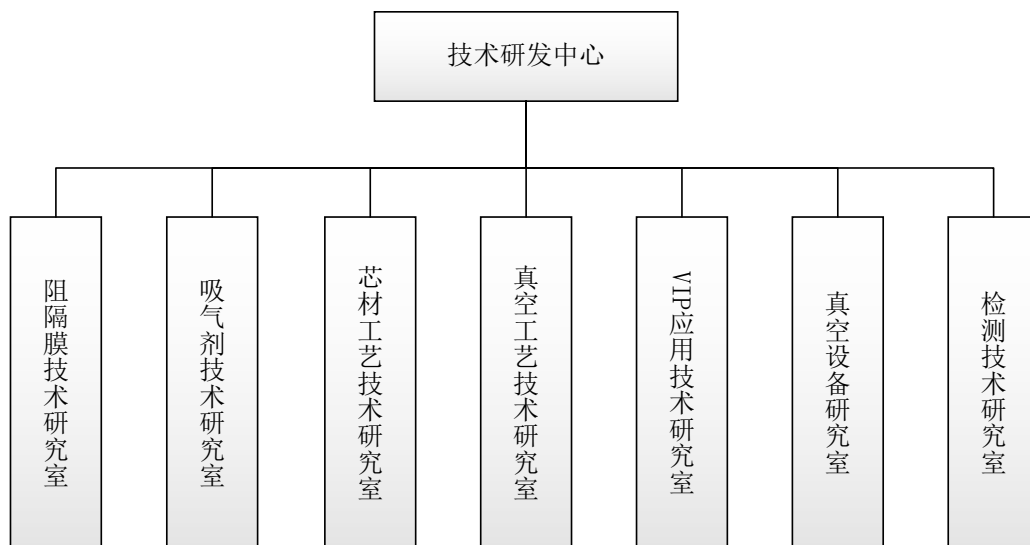 技术研发中心
阻隔膜技术研究室
吸气剂技术研究室
芯材工艺技术研究室
真空工艺技术研究室
VIP应用技术研究室
真空设备研究室
检测技术研究室